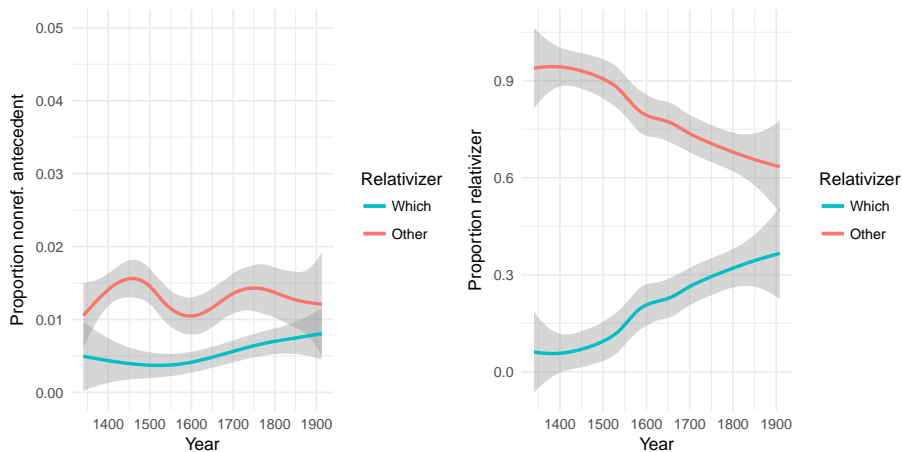 0.05
0.04
0.03
0.02
0.01
0.00
Proportion nonref. antecedent
1400 1500 1600 1700 1800 1900
Year
Relativizer
Which
Other
0.9
0.6
0.3
0.0
Proportion relativizer
1400 1500 1600 1700 1800 1900
Year
Relativizer
Which
Other